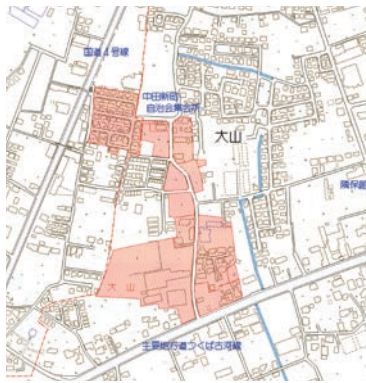 国道4号線
中田新町
自治会集会所
大山
隣保館
大山
主要地方道つくば古河線